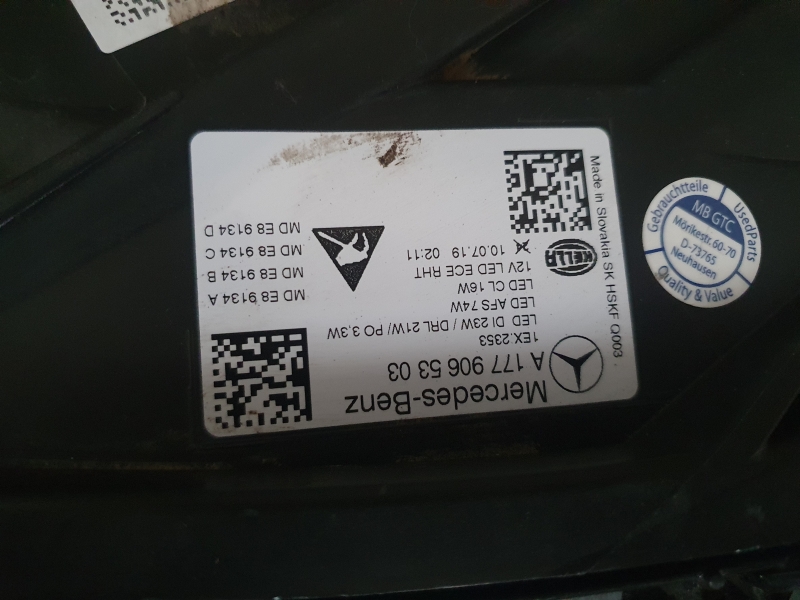 Mercedes-Benz
A 177 906 53 03
1EX.2353
LED DI 23W / DRL 21W/ PO 3.3W
LED AFS 74W
LED CL 16W
12V LED ECE RHT
10.07.19 02:11
HELLA
MD E8 9134 A
MD E8 9134 B
MD E8 9134 C
MD E8 9134 D
Made in Slovakia SK HSKF Q003
Gebrauchtteile
UsedParts
MB GTC
Mörikestr. 60-70
D-73765
Neuhausen
Quality & Value